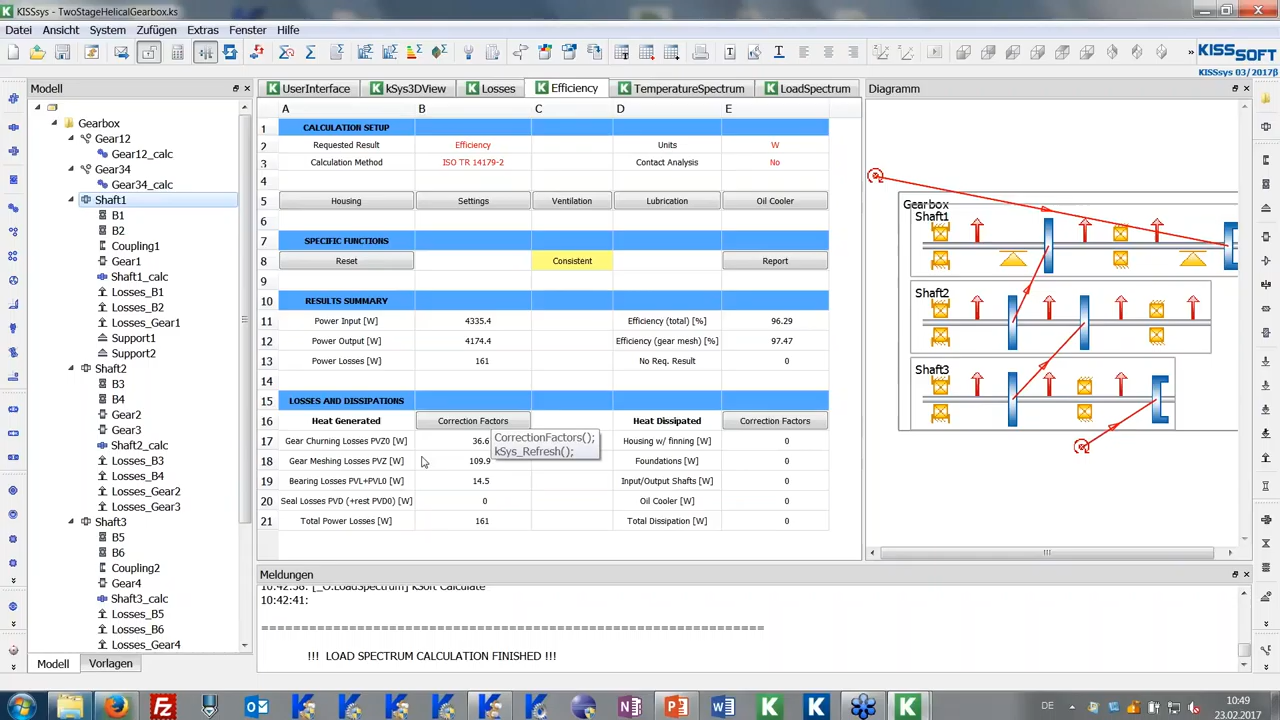 KISSsys - TwoStageHelicalGearbox.ks
Datei Ansicht System Zufügen Extras Fenster Hilfe
KISSSOFT
KISSsys 03/2017β
Modell
Gearbox
Gear12
Gear12_calc
Gear34
Gear34_calc
Shaft1
B1
B2
Coupling1
Gear1
Shaft1_calc
Losses_B1
Losses_B2
Losses_Gear1
Support1
Support2
Shaft2
B3
B4
Gear2
Gear3
Shaft2_calc
Losses_B3
Losses_B4
Losses_Gear2
Losses_Gear3
Shaft3
B5
B6
Coupling2
Gear4
Shaft3_calc
Losses_B5
Losses_B6
Losses_Gear4
Modell Vorlagen
UserInterface kSys3DView Losses Efficiency TemperatureSpectrum LoadSpectrum
A B C D E
1 CALCULATION SETUP
2 Requested Result Efficiency Units W
3 Calculation Method ISO TR 14179-2 Contact Analysis No
4
5 Housing Settings Ventilation Lubrication Oil Cooler
6
7 SPECIFIC FUNCTIONS
8 Reset Consistent Report
9
10 RESULTS SUMMARY
11 Power Input [W] 4335.4 Efficiency (total) [%] 96.29
12 Power Output [W] 4174.4 Efficiency (gear mesh) [%] 97.47
13 Power Losses [W] 161 No Req. Result 0
14
15 LOSSES AND DISSIPATIONS
16 Heat Generated Correction Factors Heat Dissipated Correction Factors
17 Gear Churning Losses PVZ0 [W] 36.6 Housing w/ finning [W] 0
18 Gear Meshing Losses PVZ [W] 109.9 Foundations [W] 0
19 Bearing Losses PVL+PVL0 [W] 14.5 Input/Output Shafts [W] 0
20 Seal Losses PVD (+rest PVD0) [W] 0 Oil Cooler [W] 0
21 Total Power Losses [W] 161 Total Dissipation [W] 0
CorrectionFactors();
kSys_Refresh();
Meldungen
10:42:38: [_O.LoadSpectrum] kSoft Calculate
10:42:41:
================================================================
!!! LOAD SPECTRUM CALCULATION FINISHED !!!
Diagramm
Gearbox
Shaft1
Shaft2
Shaft3
DE
10:49
23.02.2017